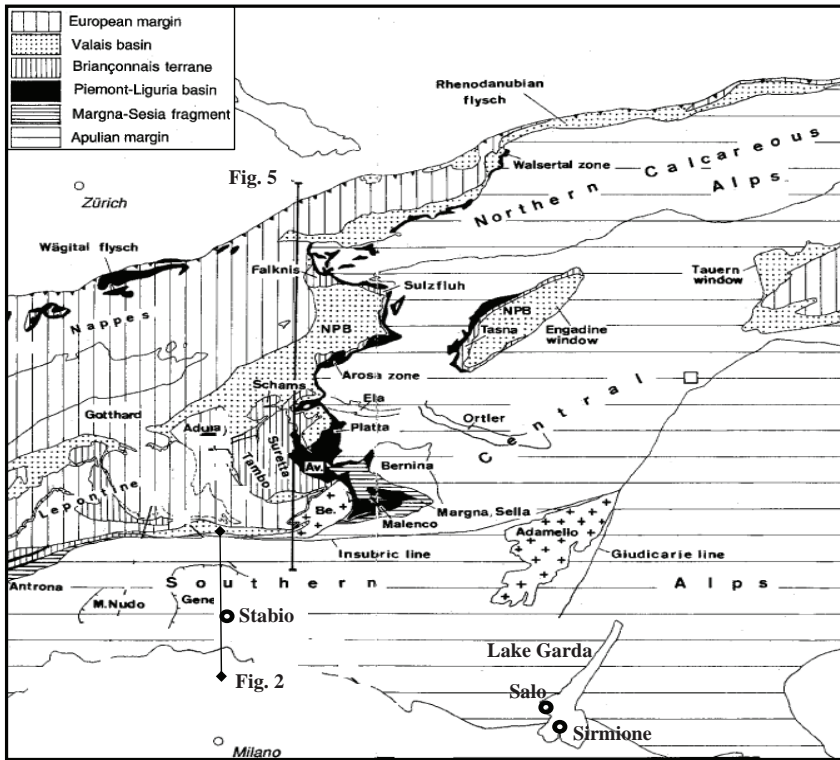 European margin
Valais basin
Briançonnais terrane
Piemont-Liguria basin
Margna-Sesia fragment
Apulian margin
Rhenodanubian
flysch
Walsertal zone
Northern Calcareous
Alps
Fig. 5
Zürich
Wägital flysch
Falknis
Sulzfluh
Tauern
window
Nappes
NPB
NPB
Tasna
Engadine
window
Arosa zone
Schams
Ela
Gotthard
Adula
Platta
Ortler
Central
Suretta
Tambo
Av.
Bernina
Lepontine
Be.
Margna, Sella
Malenco
Adamello
Insubric line
Giudicarie line
Antrona
Southern Alps
M.Nudo
Gene
Stabio
Lake Garda
Fig. 2
Salo
Sirmione
Milano